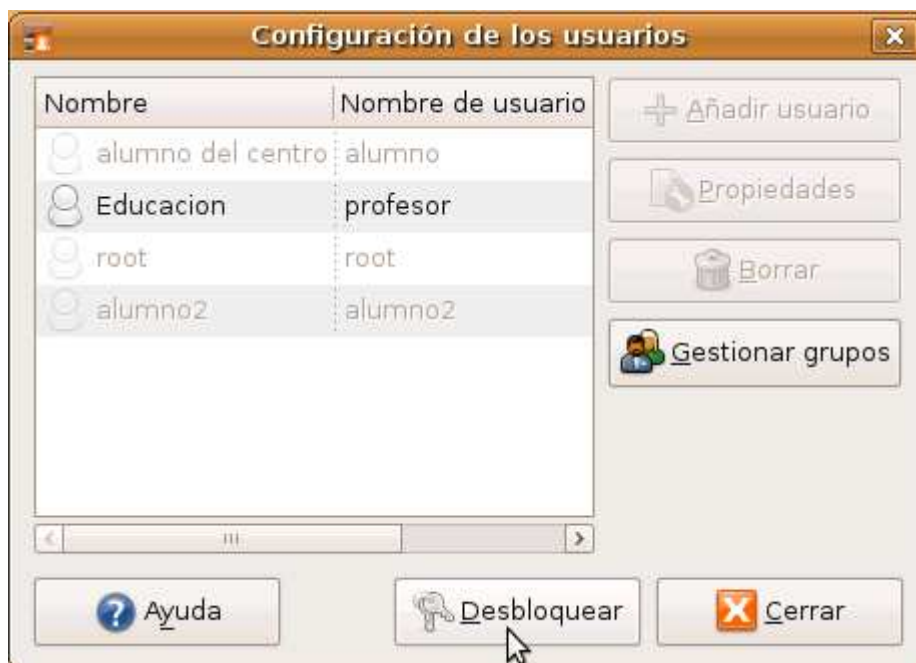 Configuración de los usuarios
Nombre Nombre de usuario
alumno del centro alumno
Educacion profesor
root root
alumno2 alumno2
Añadir usuario
Propiedades
Borrar
Gestionar grupos
Ayuda Desbloquear Cerrar